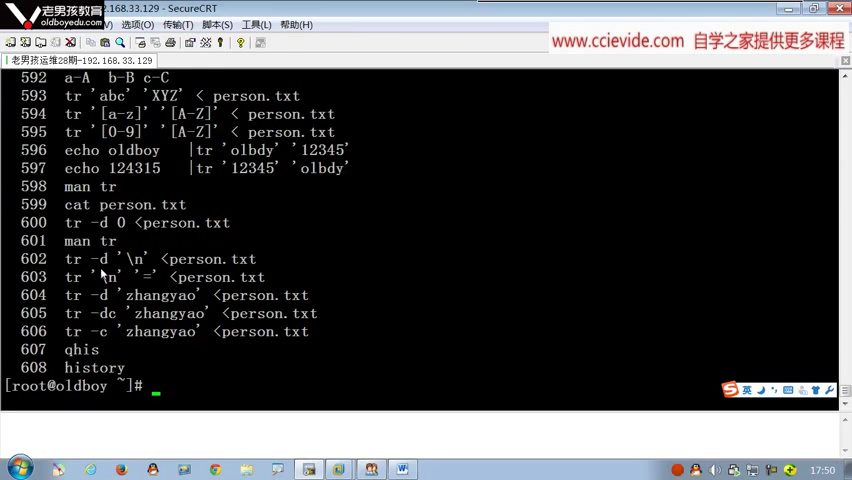 老男孩教育
oldboyedu.com
2.168.33.129 - SecureCRT
选项(O) 传输(T) 脚本(S) 工具(L) 帮助(H)
www.ccievide.com 自学之家提供更多课程
老男孩运维28期-192.168.33.129
592 a-A b-B c-C
593 tr 'abc' 'XYZ' < person.txt
594 tr '[a-z]' '[A-Z]' < person.txt
595 tr '[0-9]' '[A-Z]' < person.txt
596 echo oldboy |tr 'olbdy' '12345'
597 echo 124315 |tr '12345' 'olbdy'
598 man tr
599 cat person.txt
600 tr -d 0 <person.txt
601 man tr
602 tr -d '\n' <person.txt
603 tr '\n' '=' <person.txt
604 tr -d 'zhangyao' <person.txt
605 tr -dc 'zhangyao' <person.txt
606 tr -c 'zhangyao' <person.txt
607 qhis
608 history
[root@oldboy ~]#
英
17:50